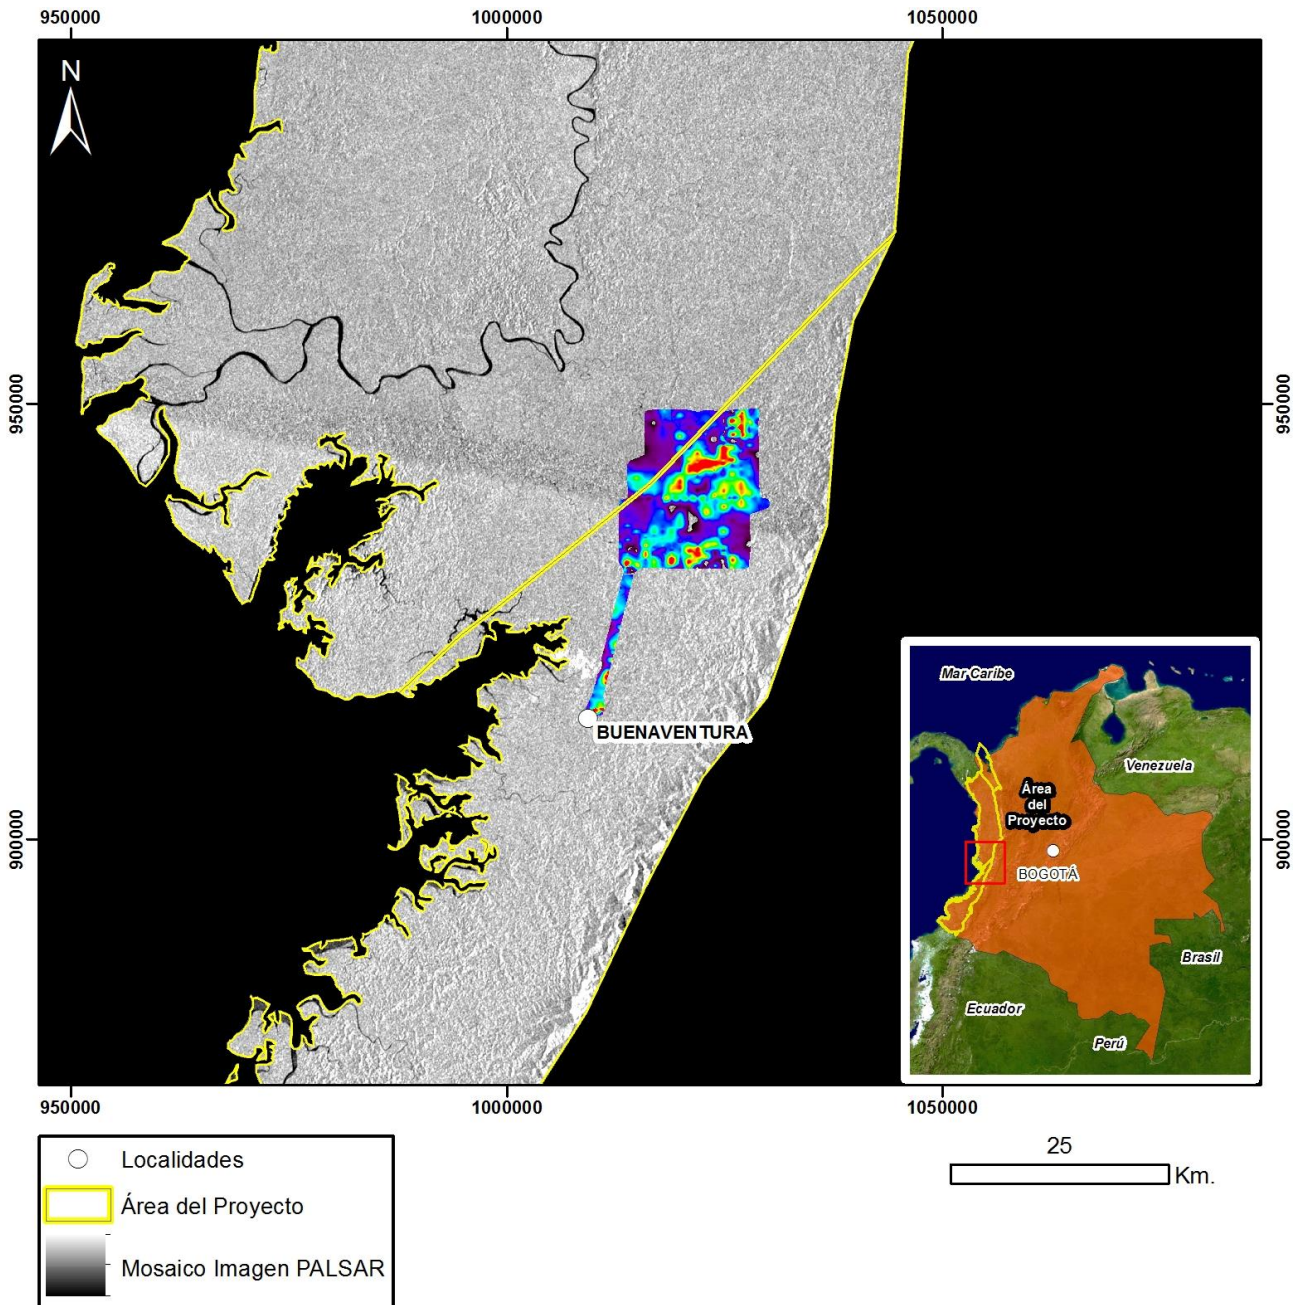 950000
1000000
1050000
N
950000
950000
BUENAVENTURA
900000
900000
Mar Caribe
Venezuela
Área
del
Proyecto
BOGOTÁ
Brasil
Ecuador
Perú
950000
1000000
1050000
Localidades
Área del Proyecto
Mosaico Imagen PALSAR
25
Km.